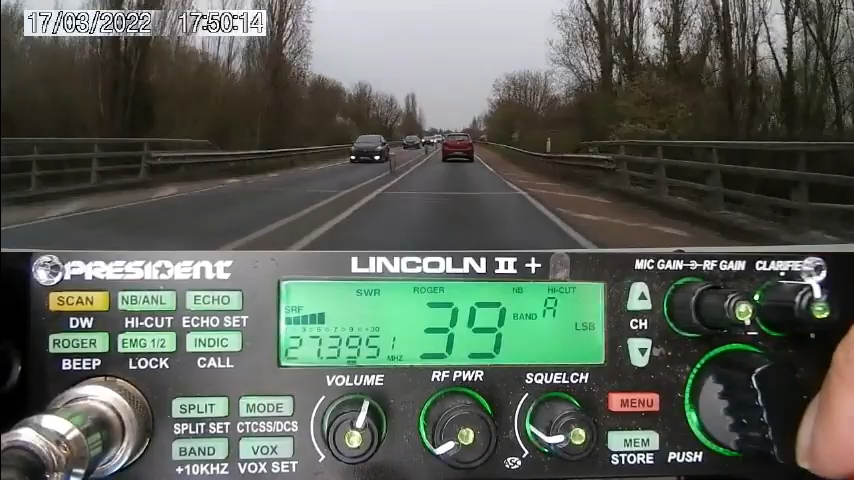 17/03/2022 17:50:14
PRESIDENT LINCOLN II + MIC GAIN RF GAIN CLARIFIER
SCAN NB/ANL ECHO
DW HI-CUT ECHO SET
ROGER EMG 1/2 INDIC
BEEP LOCK CALL
SWR ROGER NB HI-CUT
SRF
39 BAND A
LSB
27.3951 MHZ
CH
VOLUME RF PWR SQUELCH
SPLIT MODE
SPLIT SET CTCSS/DCS
BAND VOX
+10KHZ VOX SET
ASC
MENU
MEM
STORE PUSH